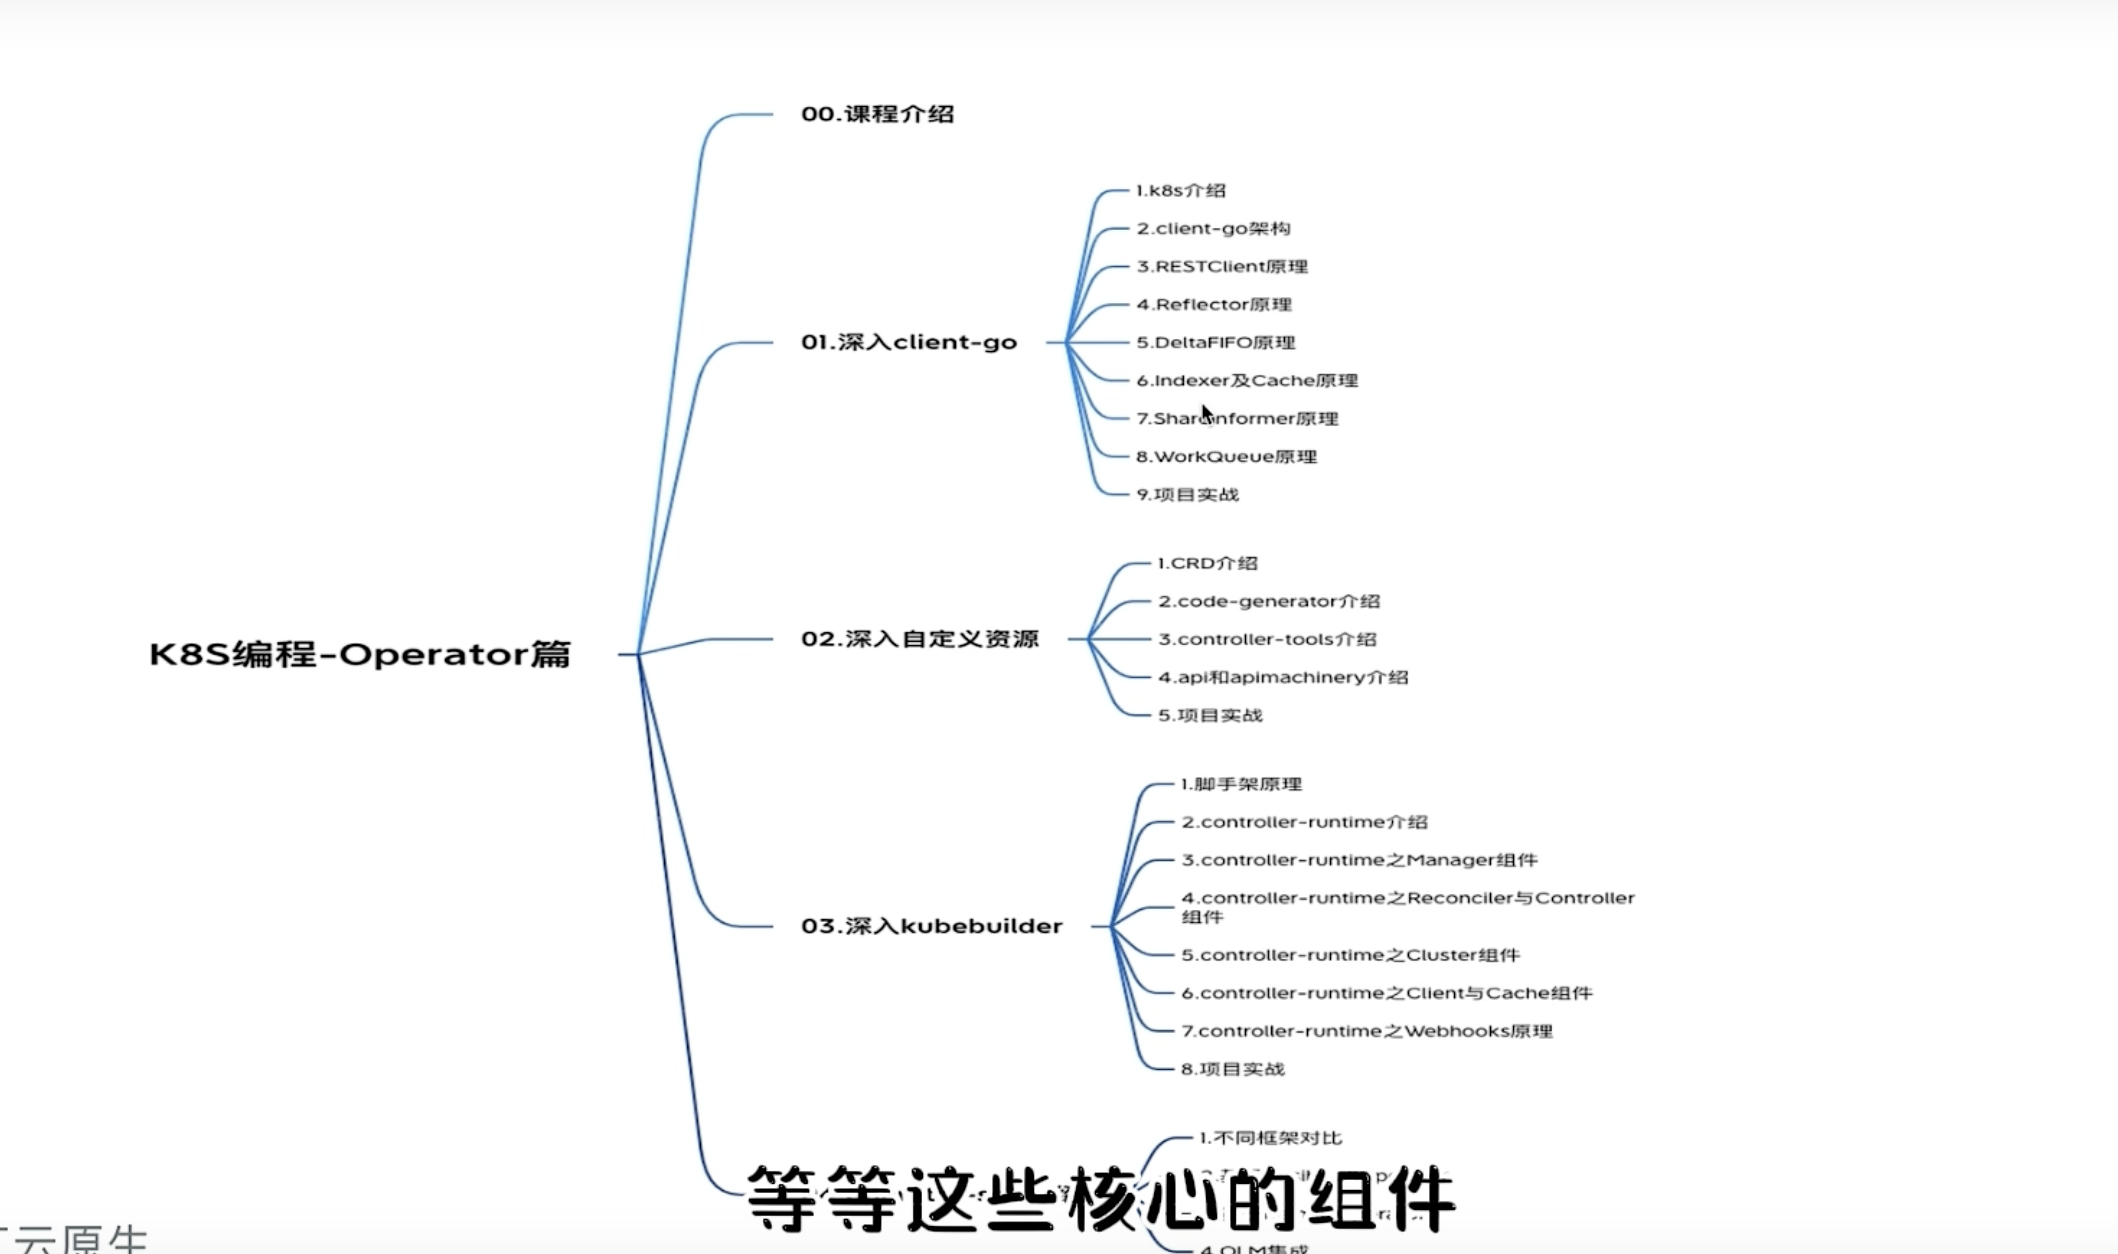 00.课程介绍
1.k8s介绍
2.client-go架构
3.RESTClient原理
4.Reflector原理
01.深入client-go
5.DeltaFIFO原理
6.Indexer及Cache原理
7.ShareInformer原理
8.WorkQueue原理
9.项目实战
K8S编程-Operator篇
02.深入自定义资源
1.CRD介绍
2.code-generator介绍
3.controller-tools介绍
4.api和apimachinery介绍
5.项目实战
03.深入kubebuilder
1.脚手架原理
2.controller-runtime介绍
3.controller-runtime之Manager组件
4.controller-runtime之Reconciler与Controller
组件
5.controller-runtime之Cluster组件
6.controller-runtime之Client与Cache组件
7.controller-runtime之Webhooks原理
8.项目实战
1.不同框架对比
等等这些核心的组件
4.OLM集成
云原生